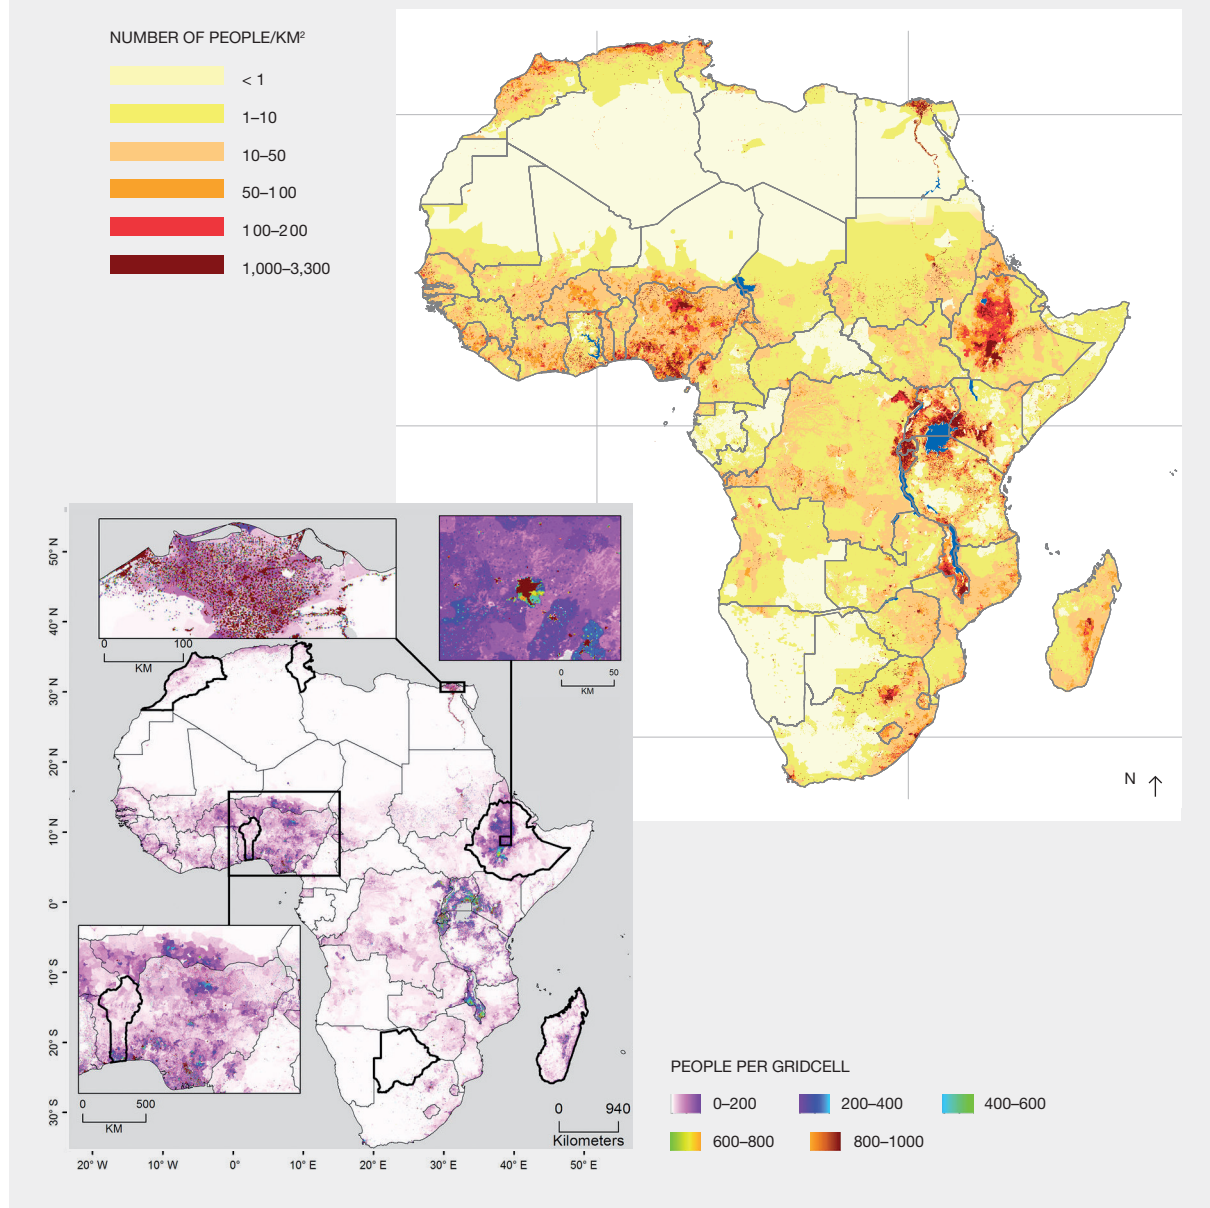 NUMBER OF PEOPLE/KM²
< 1
1–10
10–50
50–100
100–200
1,000–3,300
N
50° N
40° N
30° N
20° N
10° N
0°
10° S
20° S
30° S
0 100
KM
0 50
KM
0 500
KM
0 940
Kilometers
20° W 10° W 0° 10° E 20° E 30° E 40° E 50° E
PEOPLE PER GRIDCELL
0–200 200–400 400–600
600–800 800–1000